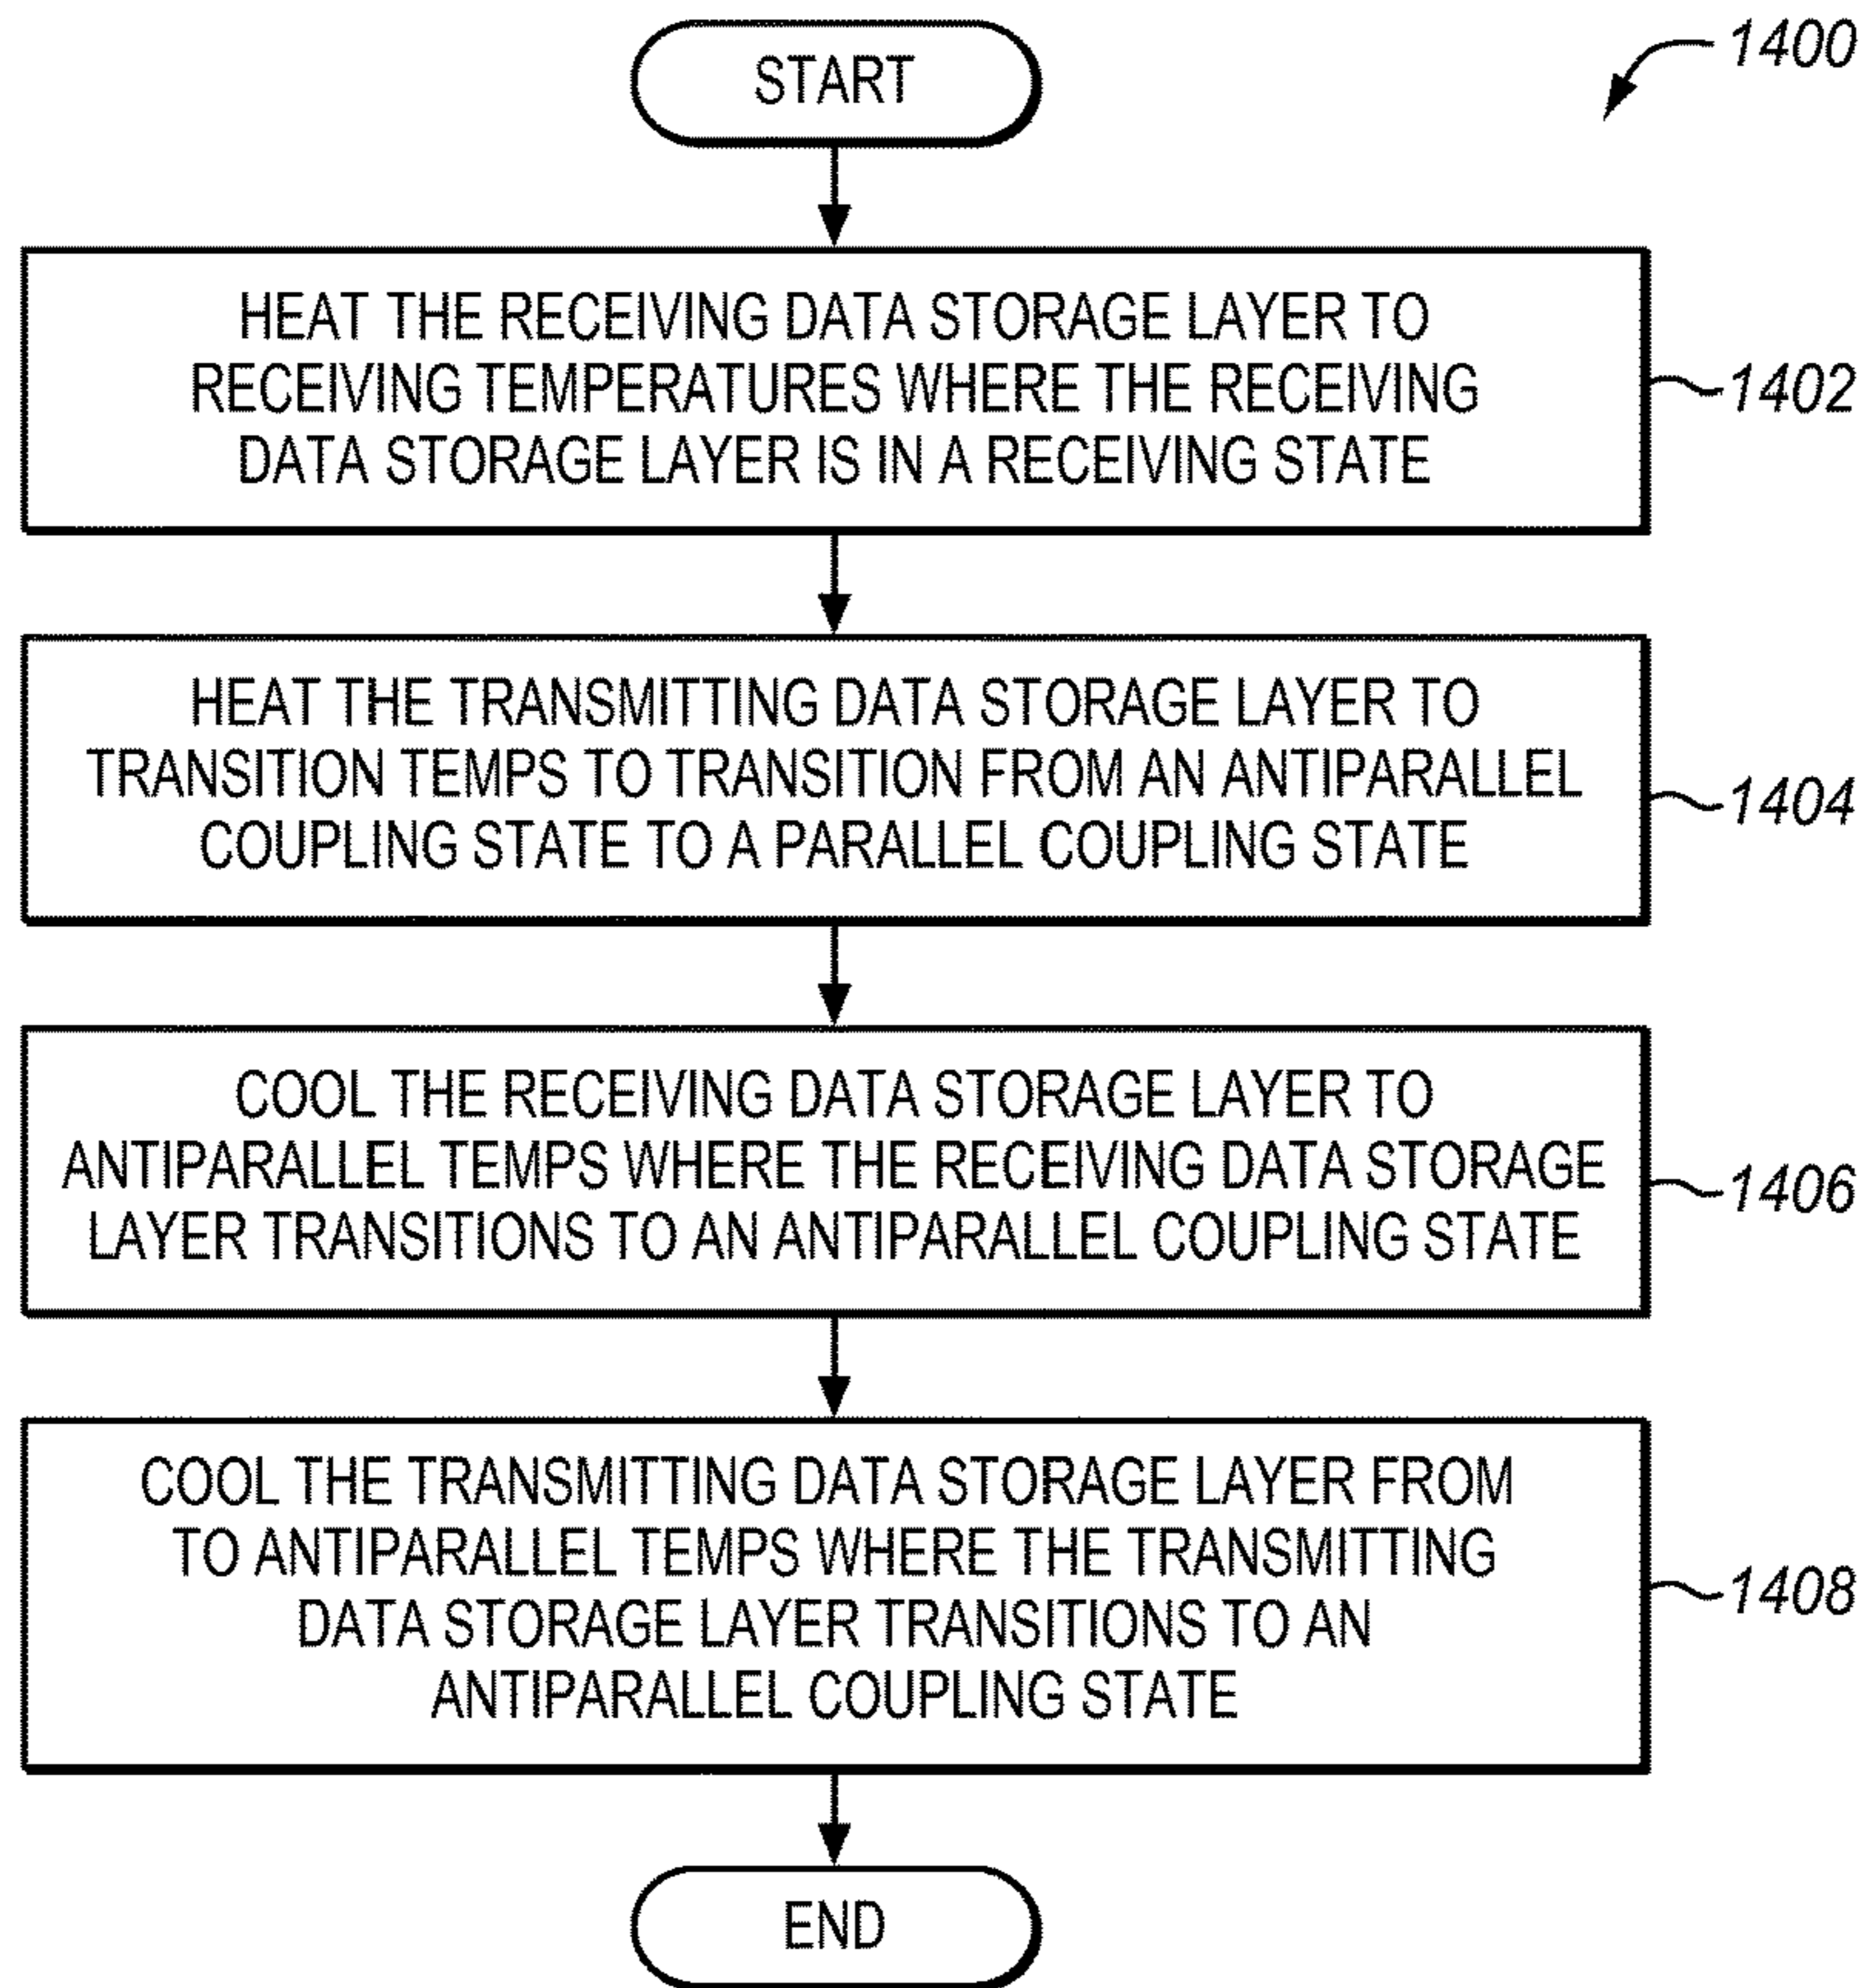 START
1400
HEAT THE RECEIVING DATA STORAGE LAYER TO
RECEIVING TEMPERATURES WHERE THE RECEIVING
DATA STORAGE LAYER IS IN A RECEIVING STATE
1402
HEAT THE TRANSMITTING DATA STORAGE LAYER TO
TRANSITION TEMPS TO TRANSITION FROM AN ANTIPARALLEL
COUPLING STATE TO A PARALLEL COUPLING STATE
1404
COOL THE RECEIVING DATA STORAGE LAYER TO
ANTIPARALLEL TEMPS WHERE THE RECEIVING DATA STORAGE
LAYER TRANSITIONS TO AN ANTIPARALLEL COUPLING STATE
1406
COOL THE TRANSMITTING DATA STORAGE LAYER FROM
TO ANTIPARALLEL TEMPS WHERE THE TRANSMITTING
DATA STORAGE LAYER TRANSITIONS TO AN
ANTIPARALLEL COUPLING STATE
1408
END